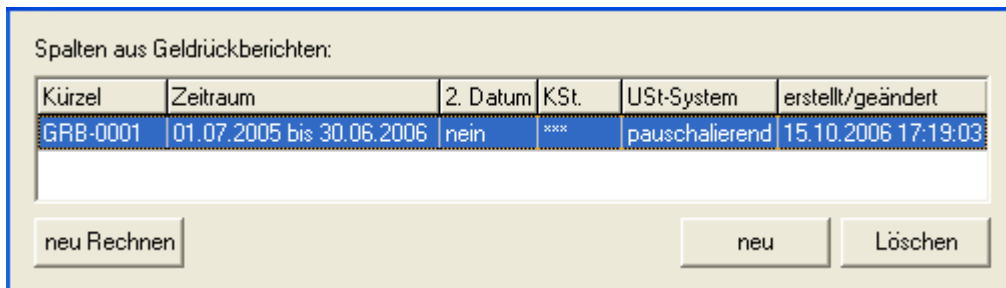 Spalten aus Geldrückberichten:
Kürzel Zeitraum 2. Datum KSt. USt-System erstellt/geändert
GRB-0001 01.07.2005 bis 30.06.2006 nein *** pauschalierend 15.10.2006 17:19:03
neu Rechnen neu Löschen